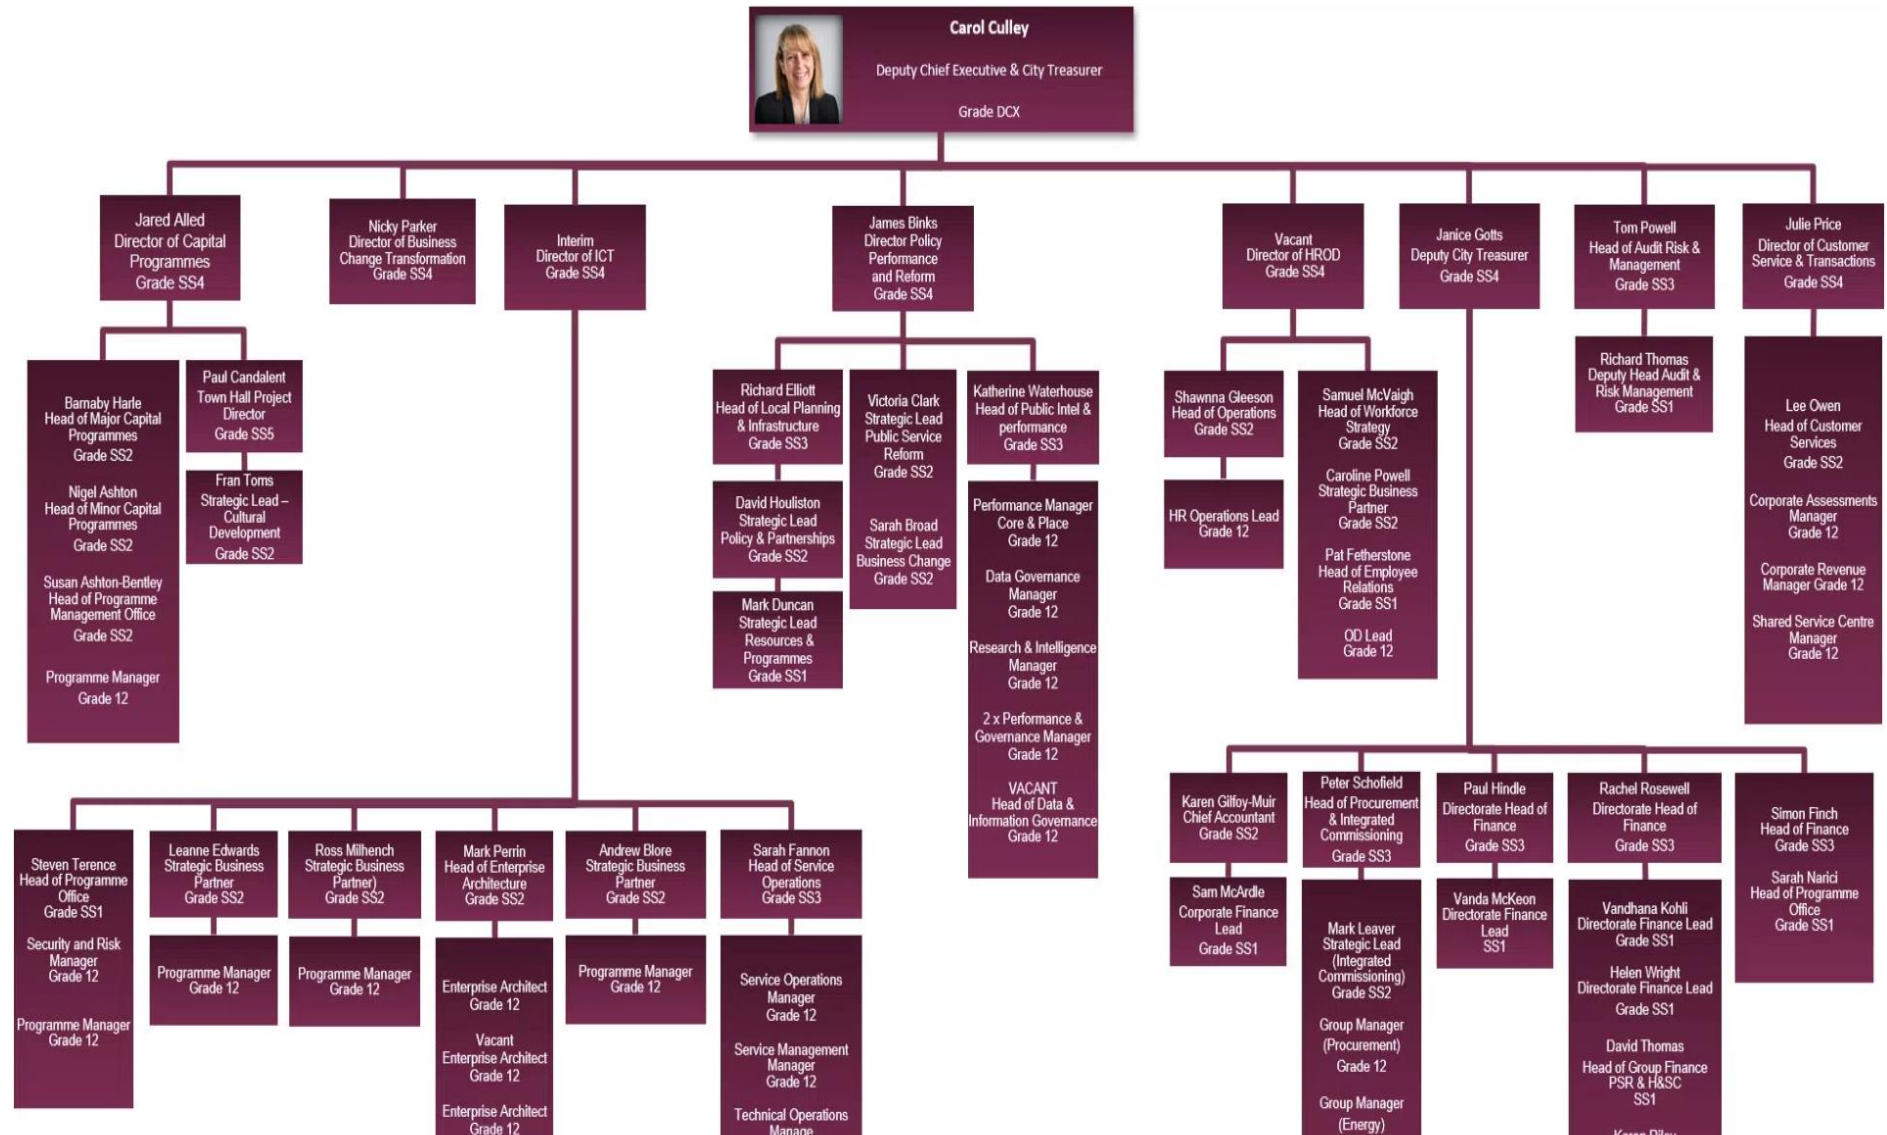 Carol Culley
Deputy Chief Executive & City Treasurer
Grade DCX
Jared Alled
Director of Capital
Programmes
Grade SS4
Nicky Parker
Director of Business
Change Transformation
Grade SS4
Interim
Director of ICT
Grade SS4
James Binks
Director Policy
Performance
and Reform
Grade SS4
Vacant
Director of HROD
Grade SS4
Janice Gotts
Deputy City Treasurer
Grade SS4
Tom Powell
Head of Audit Risk &
Management
Grade SS3
Julie Price
Director of Customer
Service & Transactions
Grade SS4
Barnaby Harle
Head of Major Capital
Programmes
Grade SS2
Nigel Ashton
Head of Minor Capital
Programmes
Grade SS2
Susan Ashton-Bentley
Head of Programme
Management Office
Grade SS2
Programme Manager
Grade 12
Paul Candalent
Town Hall Project
Director
Grade SS5
Fran Toms
Strategic Lead –
Cultural
Development
Grade SS2
Richard Elliott
Head of Local Planning
& Infrastructure
Grade SS3
David Houliston
Strategic Lead
Policy & Partnerships
Grade SS2
Mark Duncan
Strategic Lead
Resources &
Programmes
Grade SS1
Victoria Clark
Strategic Lead
Public Service
Reform
Grade SS2
Sarah Broad
Strategic Lead
Business Change
Grade SS2
Katherine Waterhouse
Head of Public Intel &
performance
Grade SS3
Performance Manager
Core & Place
Grade 12
Data Governance
Manager
Grade 12
Research & Intelligence
Manager
Grade 12
2 x Performance &
Governance Manager
Grade 12
VACANT
Head of Data &
Information Governance
Grade 12
Shawnna Gleeson
Head of Operations
Grade SS2
HR Operations Lead
Grade 12
Samuel McVaigh
Head of Workforce
Strategy
Grade SS2
Caroline Powell
Strategic Business
Partner
Grade SS2
Pat Fetherstone
Head of Employee
Relations
Grade SS1
OD Lead
Grade 12
Richard Thomas
Deputy Head Audit &
Risk Management
Grade SS1
Lee Owen
Head of Customer
Services
Grade SS2
Corporate Assessments
Manager
Grade 12
Corporate Revenue
Manager Grade 12
Shared Service Centre
Manager
Grade 12
Steven Terence
Head of Programme
Office
Grade SS1
Security and Risk
Manager
Grade 12
Programme Manager
Grade 12
Leanne Edwards
Strategic Business
Partner
Grade SS2
Programme Manager
Grade 12
Ross Milhench
Strategic Business
Partner)
Grade SS2
Programme Manager
Grade 12
Mark Perrin
Head of Enterprise
Architecture
Grade SS2
Enterprise Architect
Grade 12
Vacant
Enterprise Architect
Grade 12
Enterprise Architect
Grade 12
Andrew Blore
Strategic Business
Partner
Grade SS2
Programme Manager
Grade 12
Sarah Fannon
Head of Service
Operations
Grade SS3
Service Operations
Manager
Grade 12
Service Management
Manager
Grade 12
Technical Operations
Manage
Karen Gilfoy-Muir
Chief Accountant
Grade SS2
Sam McArdle
Corporate Finance
Lead
Grade SS1
Peter Schofield
Head of Procurement
& Integrated
Commissioning
Grade SS3
Mark Leaver
Strategic Lead
(Integrated
Commissioning)
Grade SS2
Group Manager
(Procurement)
Grade 12
Group Manager
(Energy)
Paul Hindle
Directorate Head of
Finance
Grade SS3
Vanda McKeon
Directorate Finance
Lead
SS1
Rachel Rosewell
Directorate Head of
Finance
Grade SS3
Vandhana Kohli
Directorate Finance Lead
Grade SS1
Helen Wright
Directorate Finance Lead
Grade SS1
David Thomas
Head of Group Finance
PSR & H&SC
SS1
Simon Finch
Head of Finance
Grade SS3
Sarah Narici
Head of Programme
Office
Grade SS1